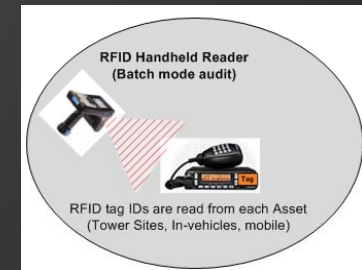 RFID Handheld Reader
(Batch mode audit)
Tag
RFID tag IDs are read from each Asset
(Tower Sites, In-vehicles, mobile)